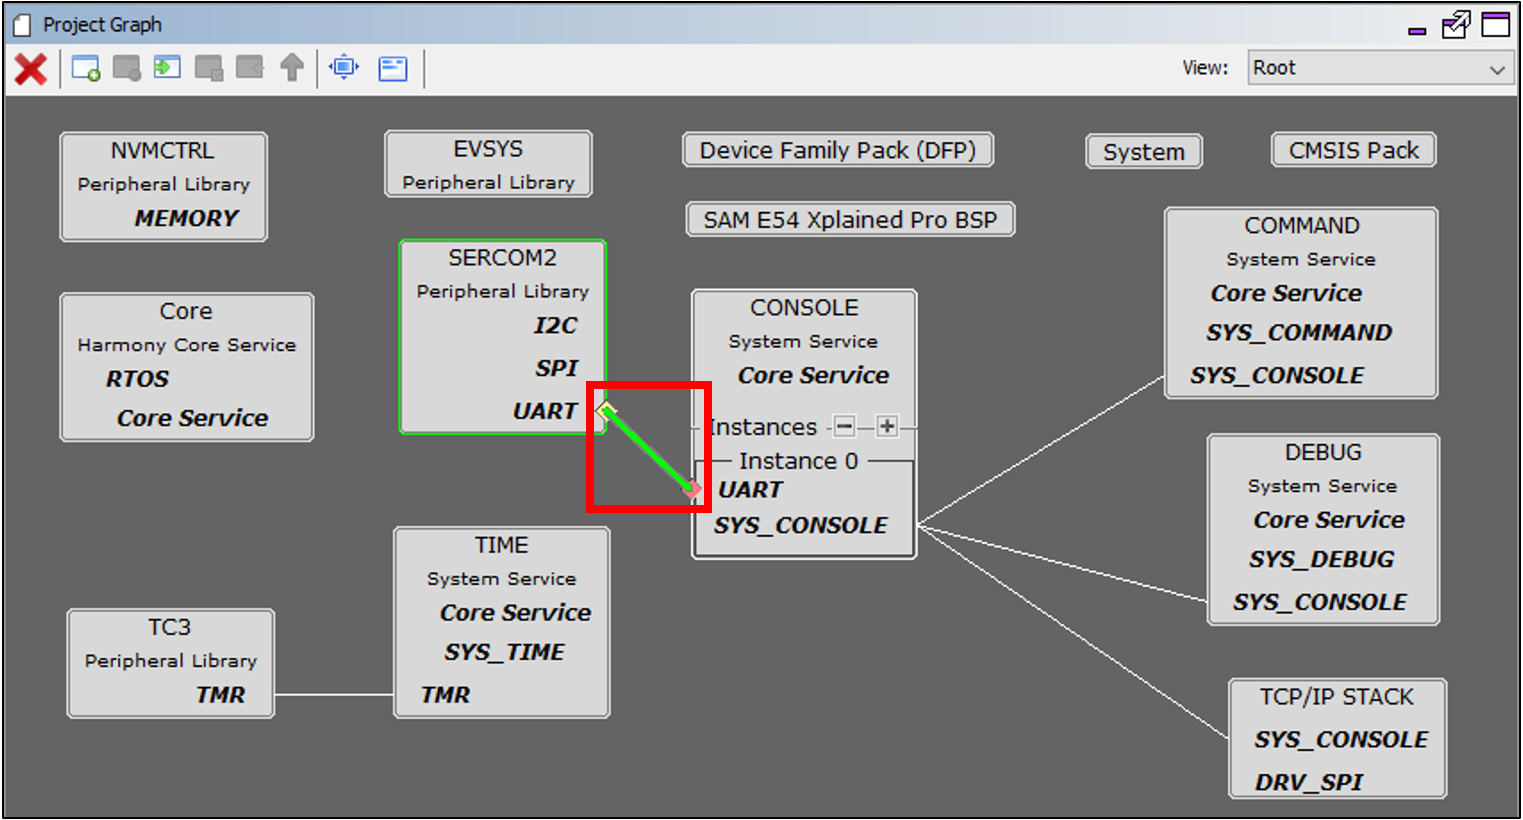 Project Graph
View:
Root
NVMCTRL
Peripheral Library
MEMORY
EVSYS
Peripheral Library
Device Family Pack (DFP)
System
CMSIS Pack
SAM E54 Xplained Pro BSP
SERCOM2
Peripheral Library
I2C
SPI
UART
Core
Harmony Core Service
RTOS
Core Service
CONSOLE
System Service
Core Service
Instances
Instance 0
UART
SYS_CONSOLE
COMMAND
System Service
Core Service
SYS_COMMAND
SYS_CONSOLE
DEBUG
System Service
Core Service
SYS_DEBUG
SYS_CONSOLE
TIME
System Service
Core Service
SYS_TIME
TMR
TC3
Peripheral Library
TMR
TCP/IP STACK
SYS_CONSOLE
DRV_SPI